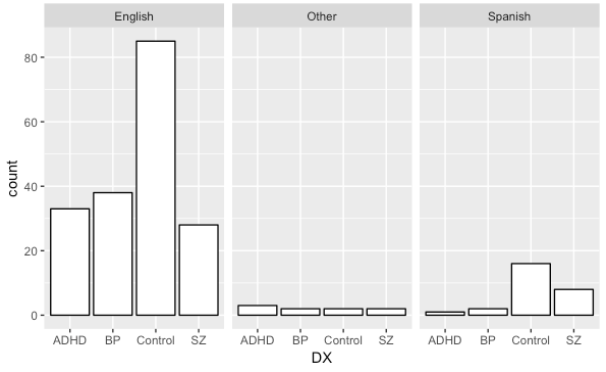 English Other Spanish
count
80
60
40
20
0
ADHD BP Control SZ ADHD BP Control SZ ADHD BP Control SZ
DX